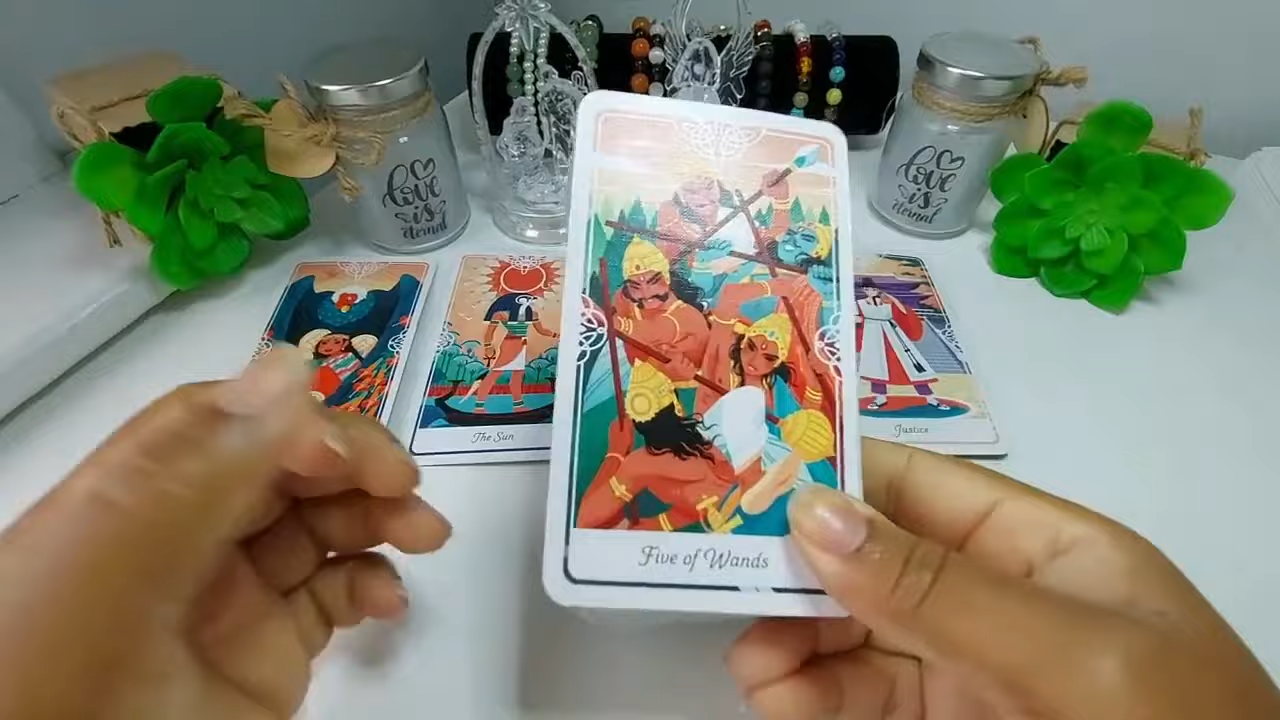 love
is
eternal
love
is
eternal
The Sun
Justice
Five of Wands